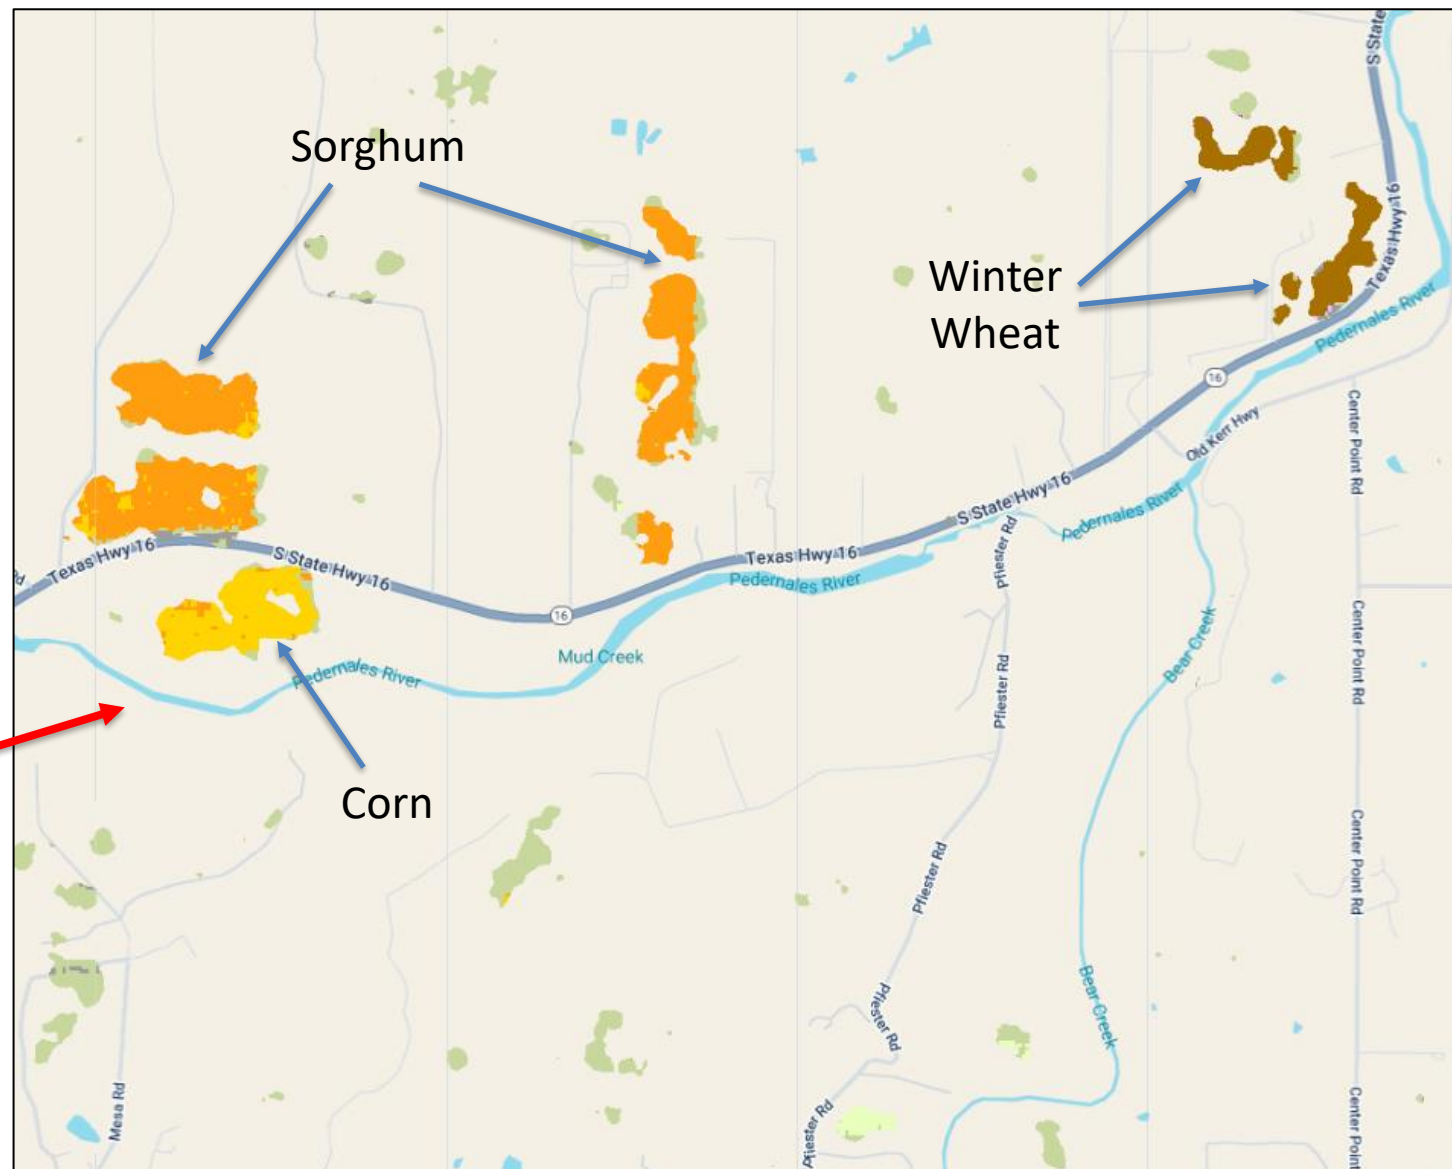 S State
Sorghum
Texas Hwy 16
Winter
Wheat
Pedernales River
16
Center Point Rd
Old Kerr Hwy
S State Hwy 16
Pedernales River
Texas Hwy 16
S State Hwy 16
Texas Hwy 16
Pedernales River
Pfiester Rd
16
Mud Creek
Bear Creek
Center Point Rd
Pedernales River
Pfiester Rd
Corn
Pfiester Rd
Center Point Rd
Pfiester Rd
Bear Creek
Mesa Rd
Pfiester Rd
Center Point